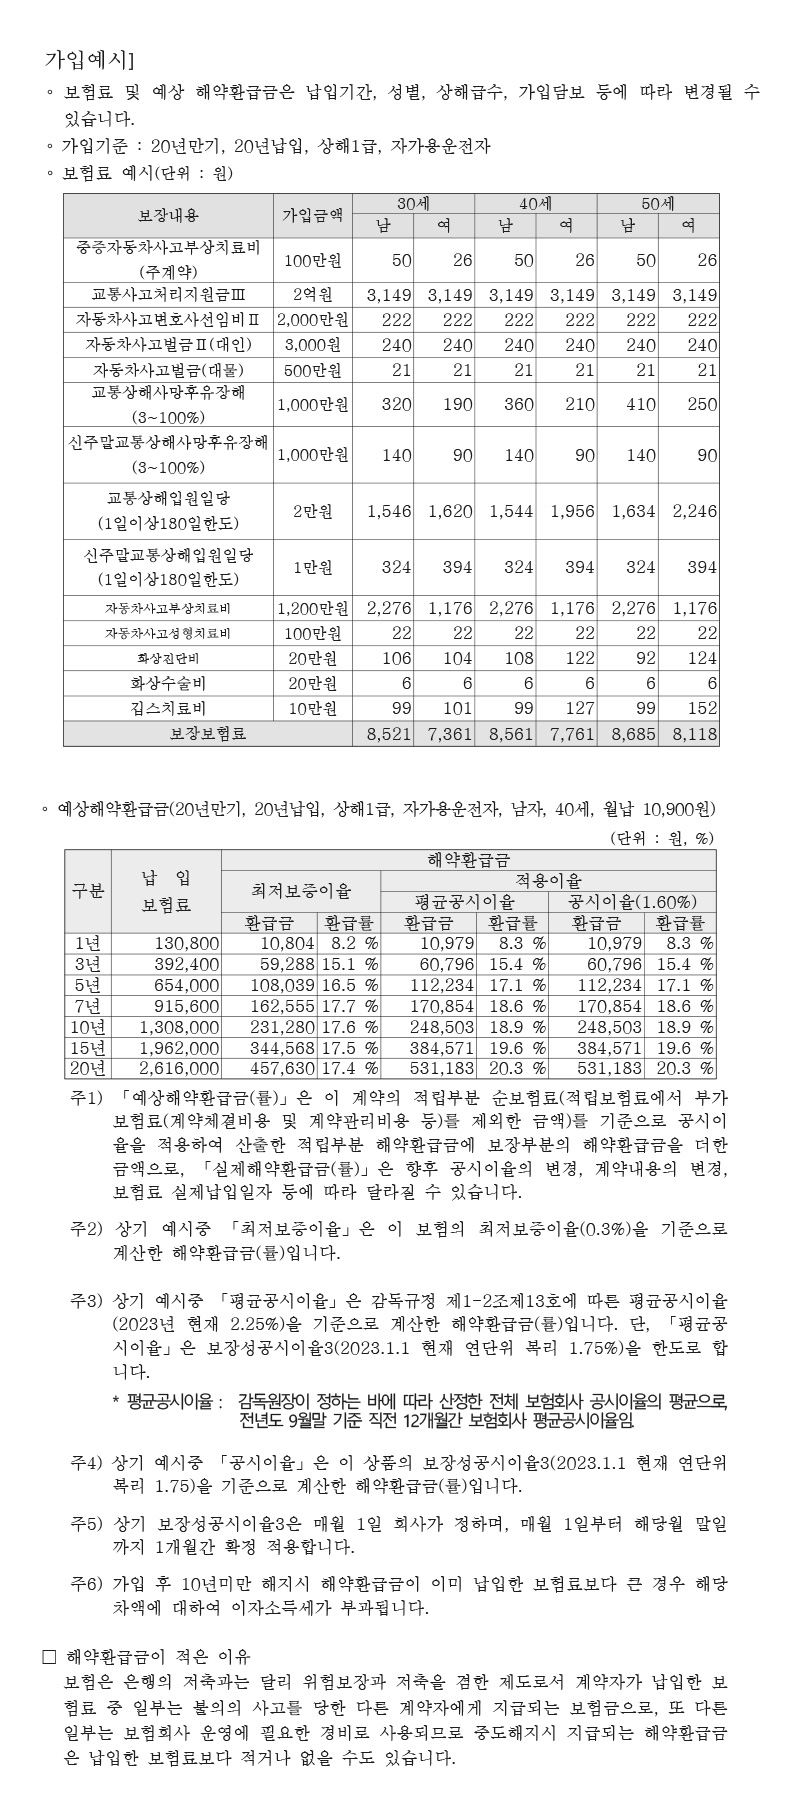 가입예시]
◦ 보험료 및 예상 해약환급금은 납입기간, 성별, 상해급수, 가입담보 등에 따라 변경될 수
있습니다.
◦ 가입기준 : 20년만기, 20년납입, 상해1급, 자가용운전자
◦ 보험료 예시(단위 : 원)
보장내용 가입금액 30세 40세 50세
남 여 남 여 남 여
중증자동차사고부상치료비
(주계약) 100만원 50 26 50 26 50 26
교통사고처리지원금Ⅲ 2억원 3,149 3,149 3,149 3,149 3,149 3,149
자동차사고변호사선임비Ⅱ 2,000만원 222 222 222 222 222 222
자동차사고벌금Ⅱ(대인) 3,000원 240 240 240 240 240 240
자동차사고벌금(대물) 500만원 21 21 21 21 21 21
교통상해사망후유장해
(3~100%) 1,000만원 320 190 360 210 410 250
신주말교통상해사망후유장해
(3~100%) 1,000만원 140 90 140 90 140 90
교통상해입원일당
(1일이상180일한도) 2만원 1,546 1,620 1,544 1,956 1,634 2,246
신주말교통상해입원일당
(1일이상180일한도) 1만원 324 394 324 394 324 394
자동차사고부상치료비 1,200만원 2,276 1,176 2,276 1,176 2,276 1,176
자동차사고성형치료비 100만원 22 22 22 22 22 22
화상진단비 20만원 106 104 108 122 92 124
화상수술비 20만원 6 6 6 6 6 6
깁스치료비 10만원 99 101 99 127 99 152
보장보험료 8,521 7,361 8,561 7,761 8,685 8,118
◦ 예상해약환급금(20년만기, 20년납입, 상해1급, 자가용운전자, 남자, 40세, 월납 10,900원)
(단위 : 원, %)
구분 납 입
보험료 해약환급금
최저보증이율 적용이율
평균공시이율 공시이율(1.60%)
환급금 환급률 환급금 환급률 환급금 환급률
1년 130,800 10,804 8.2 % 10,979 8.3 % 10,979 8.3 %
3년 392,400 59,288 15.1 % 60,796 15.4 % 60,796 15.4 %
5년 654,000 108,039 16.5 % 112,234 17.1 % 112,234 17.1 %
7년 915,600 162,555 17.7 % 170,854 18.6 % 170,854 18.6 %
10년 1,308,000 231,280 17.6 % 248,503 18.9 % 248,503 18.9 %
15년 1,962,000 344,568 17.5 % 384,571 19.6 % 384,571 19.6 %
20년 2,616,000 457,630 17.4 % 531,183 20.3 % 531,183 20.3 %
주1) 「예상해약환급금(률)」은 이 계약의 적립부분 순보험료(적립보험료에서 부가
보험료(계약체결비용 및 계약관리비용 등)를 제외한 금액)를 기준으로 공시이
율을 적용하여 산출한 적립부분 해약환급금에 보장부분의 해약환급금을 더한
금액으로, 「실제해약환급금(률)」은 향후 공시이율의 변경, 계약내용의 변경,
보험료 실제납입일자 등에 따라 달라질 수 있습니다.
주2) 상기 예시중 「최저보증이율」은 이 보험의 최저보증이율(0.3%)을 기준으로
계산한 해약환급금(률)입니다.
주3) 상기 예시중 「평균공시이율」은 감독규정 제1-2조제13호에 따른 평균공시이율
(2023년 현재 2.25%)을 기준으로 계산한 해약환급금(률)입니다. 단, 「평균공
시이율」은 보장성공시이율3(2023.1.1 현재 연단위 복리 1.75%)을 한도로 합
니다.
* 평균공시이율 : 감독원장이 정하는 바에 따라 산정한 전체 보험회사 공시이율의 평균으로,
전년도 9월말 기준 직전 12개월간 보험회사 평균공시이율임.
주4) 상기 예시중 「공시이율」은 이 상품의 보장성공시이율3(2023.1.1 현재 연단위
복리 1.75)을 기준으로 계산한 해약환급금(률)입니다.
주5) 상기 보장성공시이율3은 매월 1일 회사가 정하며, 매월 1일부터 해당월 말일
까지 1개월간 확정 적용합니다.
주6) 가입 후 10년미만 해지시 해약환급금이 이미 납입한 보험료보다 큰 경우 해당
차액에 대하여 이자소득세가 부과됩니다.
□ 해약환급금이 적은 이유
보험은 은행의 저축과는 달리 위험보장과 저축을 겸한 제도로서 계약자가 납입한 보
험료 중 일부는 불의의 사고를 당한 다른 계약자에게 지급되는 보험금으로, 또 다른
일부는 보험회사 운영에 필요한 경비로 사용되므로 중도해지시 지급되는 해약환급금
은 납입한 보험료보다 적거나 없을 수도 있습니다.